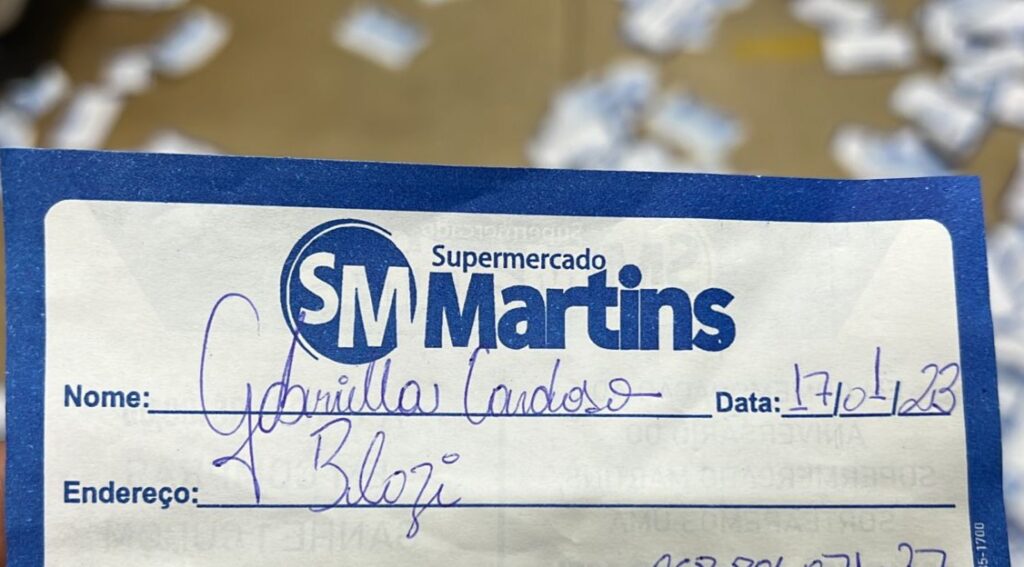 SM Supermercado
Martins
Nome: Gabriella Cardoso Data: 17/01/23
Endereço: Blozi